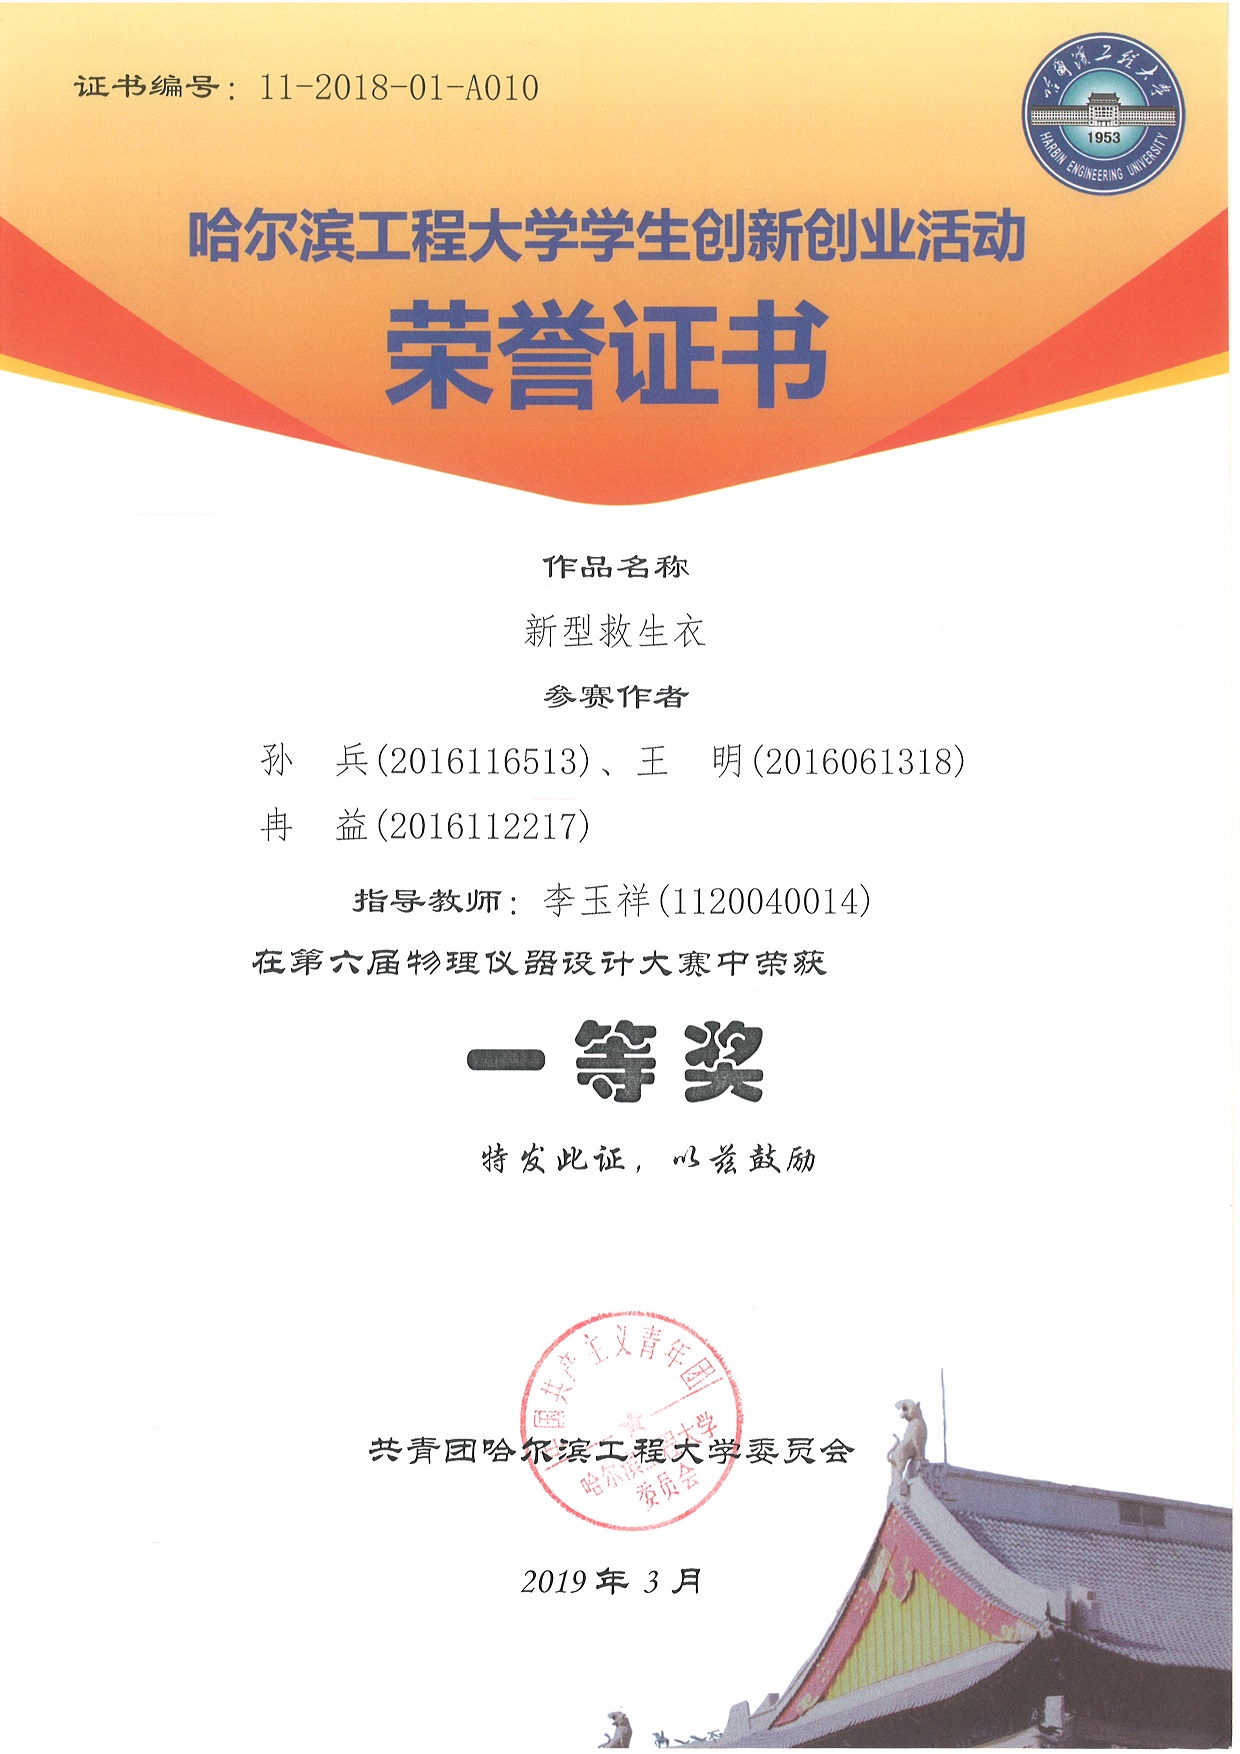 证书编号：11-2018-01-A010
哈尔滨工程大学
1953
HARBIN ENGINEERING UNIVERSITY
哈尔滨工程大学学生创新创业活动
荣誉证书
作品名称
新型救生衣
参赛作者
孙　兵(2016116513)、王　明(2016061318)
冉　益(2016112217)
指导教师：李玉祥(1120040014)
在第六届物理仪器设计大赛中荣获
一等奖
特发此证，以兹鼓励
中国共产主义青年团
共青团哈尔滨工程大学委员会
哈尔滨工程大学
委员会
2019年3月